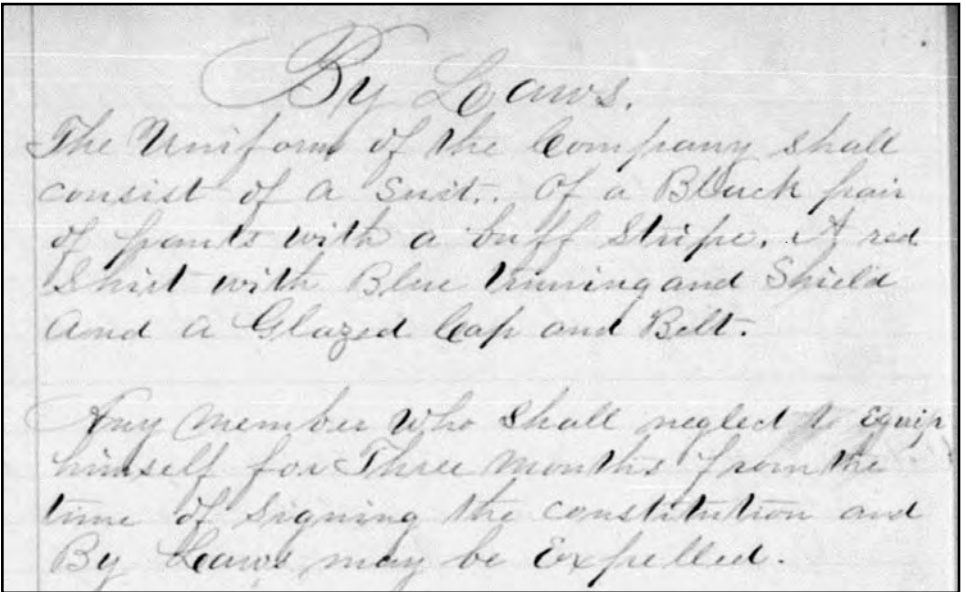 By Laws.
The Uniform of the Company shall
consist of a Suit.. Of a Black pair
of pants with a buff Stripe. A red
Shirt with Blue triming and Shield
And a Glazed Cap and Belt.
Any member who shall neglect to Equip
himself for Three months from the
time of Signing the constitution and
By Laws may be Expelled.